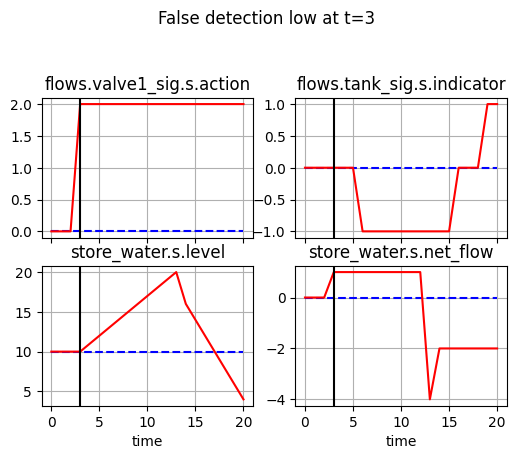 False detection low at t=3
flows.valve1_sig.s.action
flows.tank_sig.s.indicator
2.0
1.5
1.0
0.5
0.0
1.0
0.5
0.0
−0.5
−1.0
store_water.s.level
store_water.s.net_flow
20
15
10
5
0
−2
−4
0 5 10 15 20
0 5 10 15 20
time
time